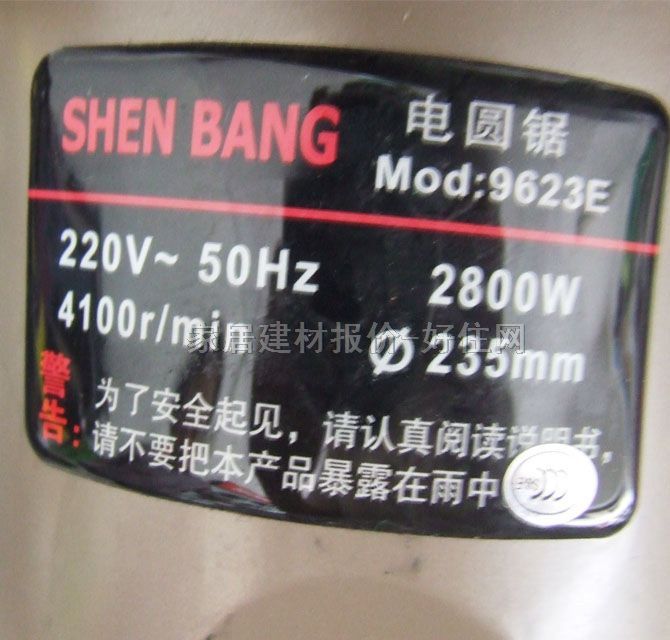 SHEN BANG
电圆锯
Mod:9623E
220V~ 50Hz
2800W
4100r/min
Ø 235mm
家居建材报价-好住网
警告:
为了安全起见，请认真阅读说明书，
请不要把本产品暴露在雨中